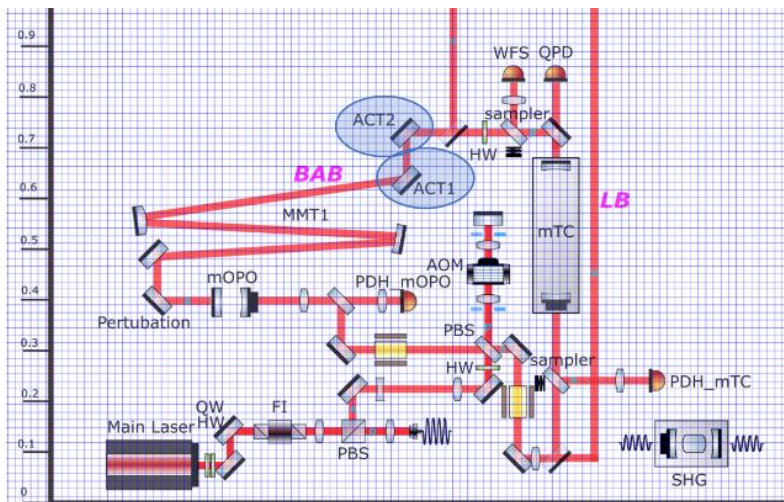 0.9
WFS QPD
0.8
ACT2
sampler
0.7
HW
BAB
ACT1
0.6
LB
MMT1
mTC
0.5
mOPO
AOM
PDH_mOPO
0.4
Pertubation
PBS
0.3
HW
sampler
PDH_mTC
0.2
QW
HW
FI
Main Laser
0.1
PBS
SHG
0